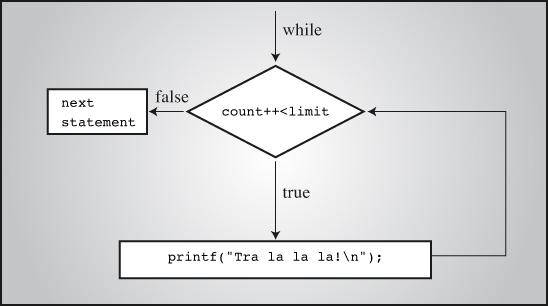 while
false
next
statement
count++<limit
true
printf("Tra la la la!\n");